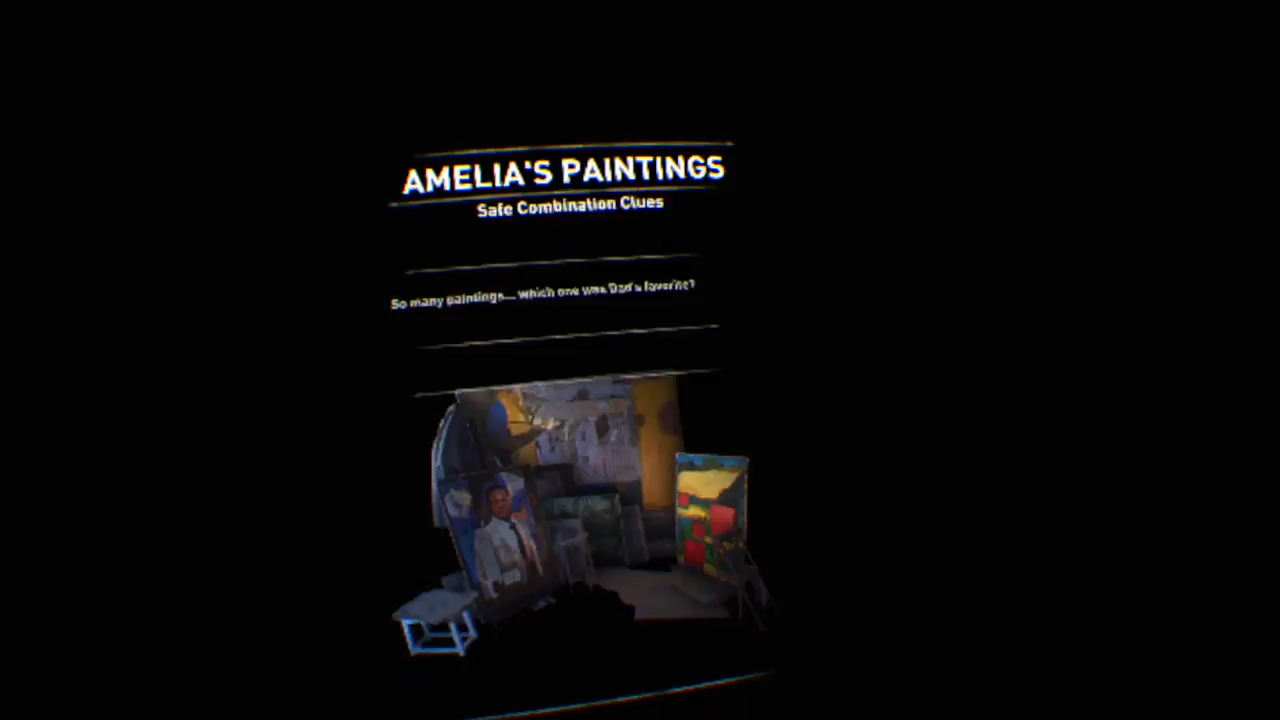 AMELIA'S PAINTINGS
Safe Combination Clues
So many paintings... which one was Dad's favorite?